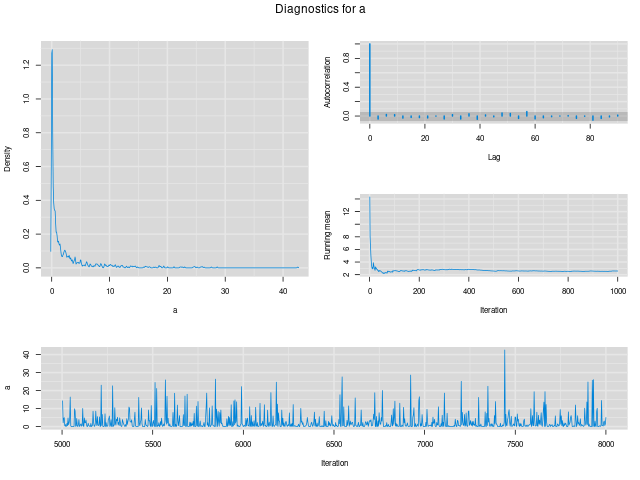 Diagnostics for a
Density
0.0 0.2 0.4 0.6 0.8 1.0 1.2
0 10 20 30 40
a
Autocorrelation
0.0 0.4 0.8
0 20 40 60 80
Lag
Running mean
2 4 6 8 12
0 200 400 600 800 1000
Iteration
a
0 10 20 30 40
5000 5500 6000 6500 7000 7500 8000
Iteration